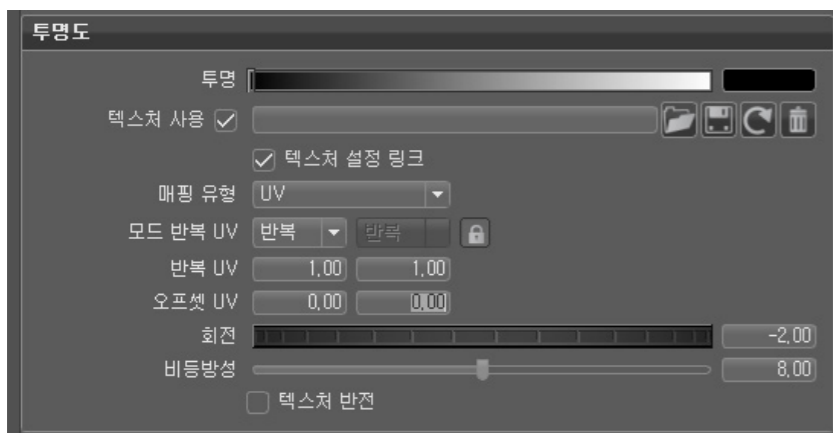 투명도
투명
텍스처 사용
텍스처 설정 링크
매핑 유형 UV
모드 반복 UV 반복 반복
반복 UV 1,00 1,00
오프셋 UV 0,00 0,00
회전 -2,00
비등방성 8,00
텍스처 반전